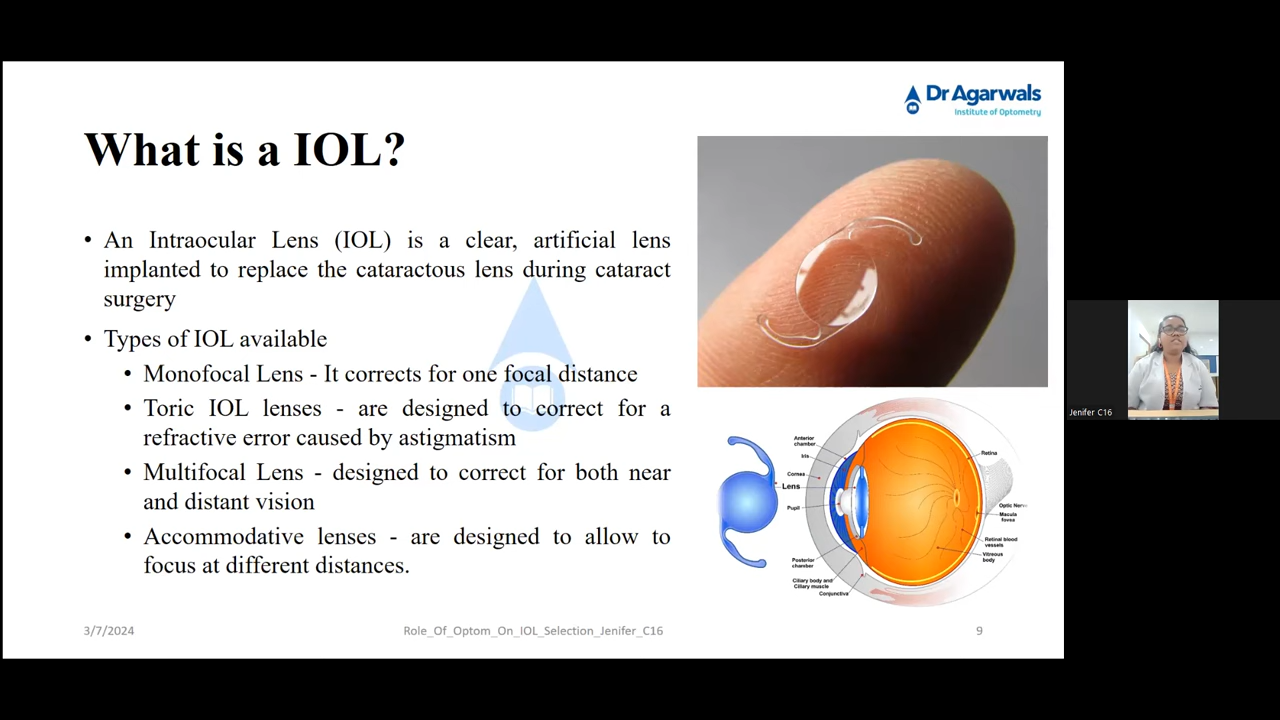 Dr Agarwals
Institute of Optometry
What is a IOL?
• An Intraocular Lens (IOL) is a clear, artificial lens
implanted to replace the cataractous lens during cataract
surgery
• Types of IOL available
• Monofocal Lens - It corrects for one focal distance
• Toric IOL lenses - are designed to correct for a
refractive error caused by astigmatism
• Multifocal Lens - designed to correct for both near
and distant vision
• Accommodative lenses - are designed to allow to
focus at different distances.
Anterior
chamber
Iris
Cornea
Lens
Pupil
Posterior
chamber
Ciliary body and
Ciliary muscle
Conjunctiva
Retina
Optic Nerv
Macula
fovea
Retinal blood
vessels
Vitreous
body
3/7/2024
Role_Of_Optom_On_IOL_Selection_Jenifer_C16
9
Jenifer C16